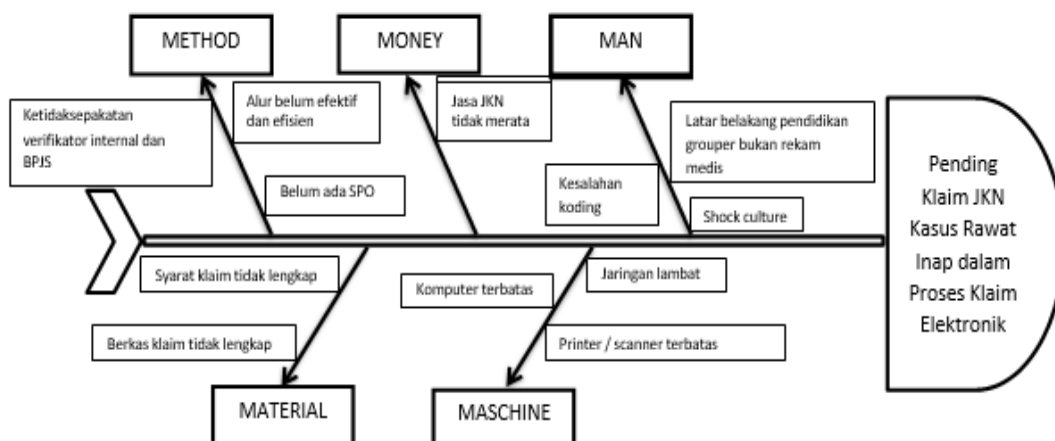 METHOD
MONEY
MAN
Ketidaksepakatan
verifikator internal dan
BPJS
Alur belum efektif
dan efisien
Jasa JKN
tidak merata
Latar belakang pendidikan
grouper bukan rekam
medis
Belum ada SPO
Kesalahan
koding
Shock culture
Pending
Klaim JKN
Kasus Rawat
Inap dalam
Proses Klaim
Elektronik
Syarat klaim tidak lengkap
Komputer terbatas
Jaringan lambat
Berkas klaim tidak lengkap
Printer / scanner terbatas
MATERIAL
MASCHINE